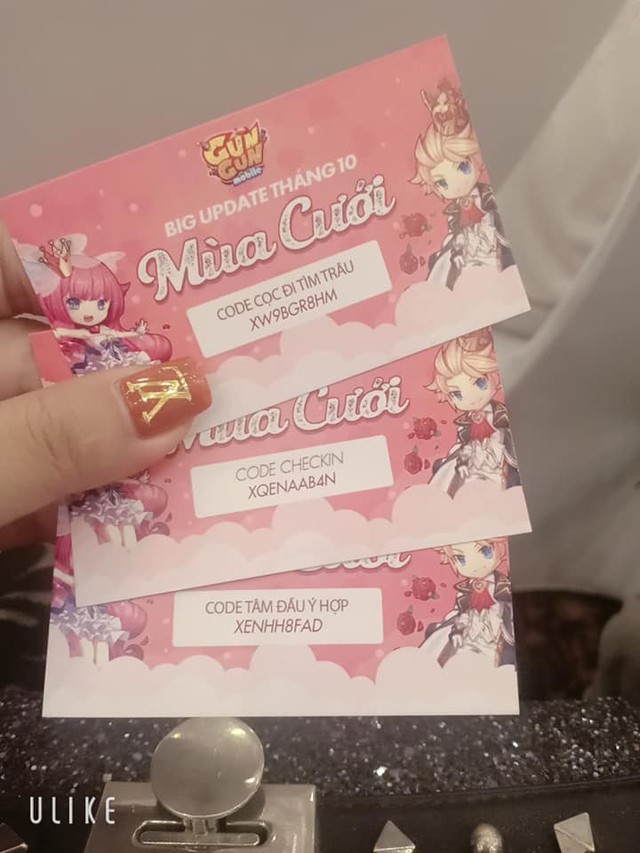 GUN
GUN
mobile
BIG UPDATE THÁNG 10
Mùa Cưới
CODE CỌC ĐI TÌM TRÂU
XW9BGR8HM
Mùa Cưới
CODE CHECKIN
XQENAAB4N
CODE TÂM ĐẦU Ý HỢP
XENHH8FAD
ULIKE